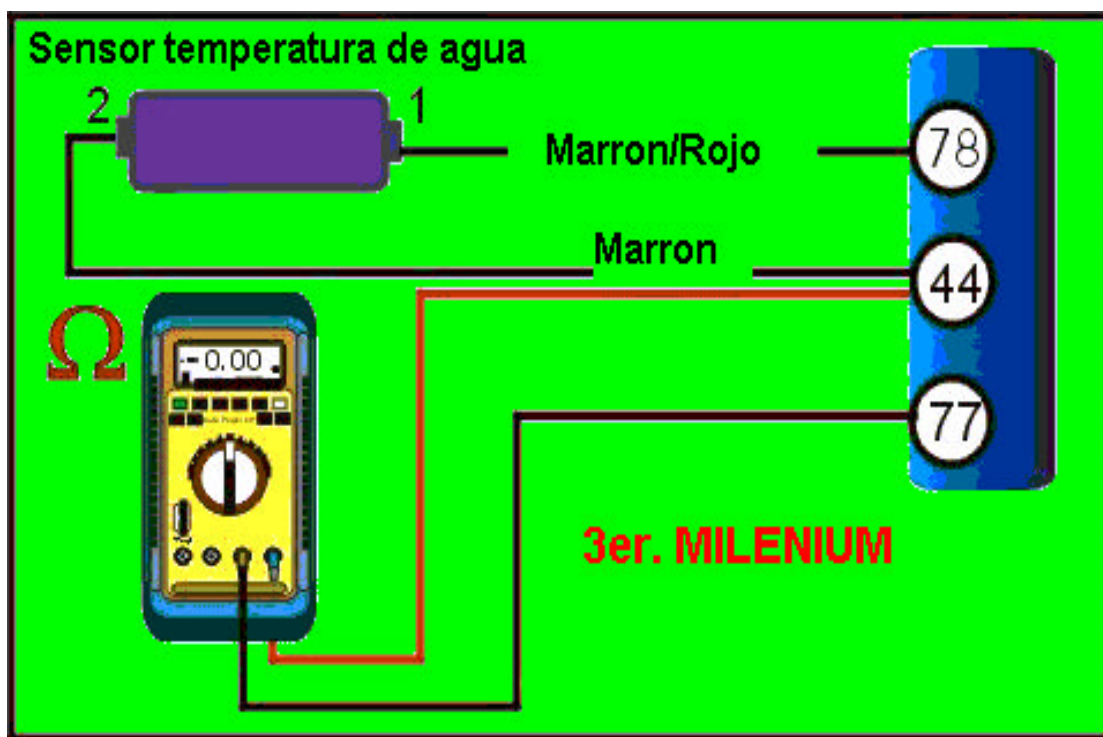 Sensor temperatura de agua
2
1
Marron/Rojo
78
Marron
44
Ω
-0.00
77
3er. MILENIUM